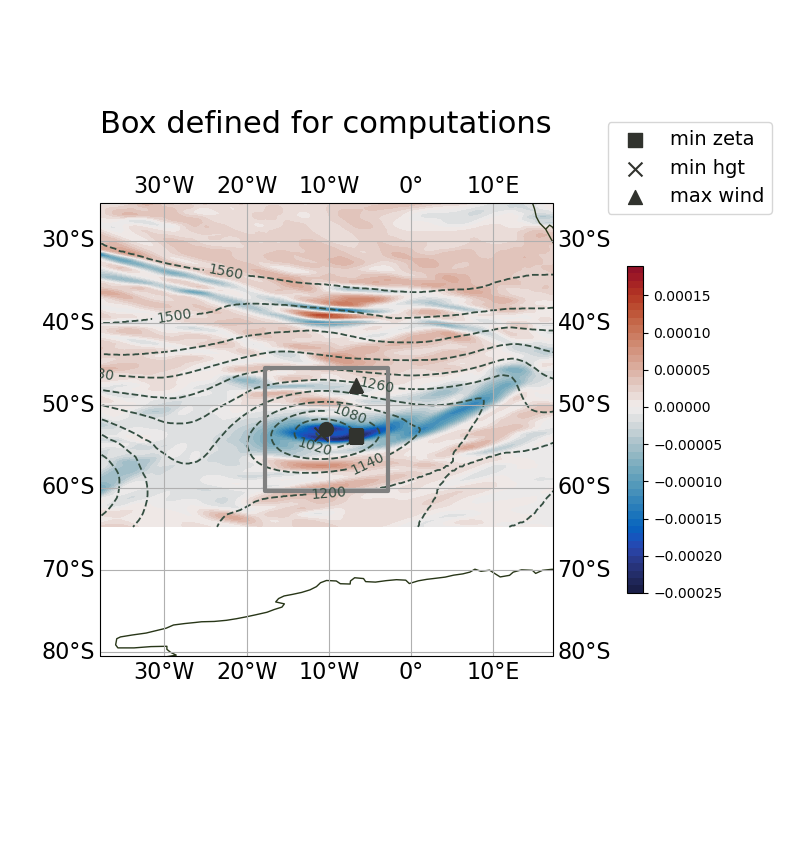 Box defined for computations
min zeta
min hgt
max wind
30°W 20°W 10°W 0° 10°E
30°S 30°S
40°S 40°S
50°S 50°S
60°S 60°S
70°S 70°S
80°S 80°S
30°W 20°W 10°W 0° 10°E
1560
1500
1260
1080
1020
1140
1200
0.00015
0.00010
0.00005
0.00000
−0.00005
−0.00010
−0.00015
−0.00020
−0.00025